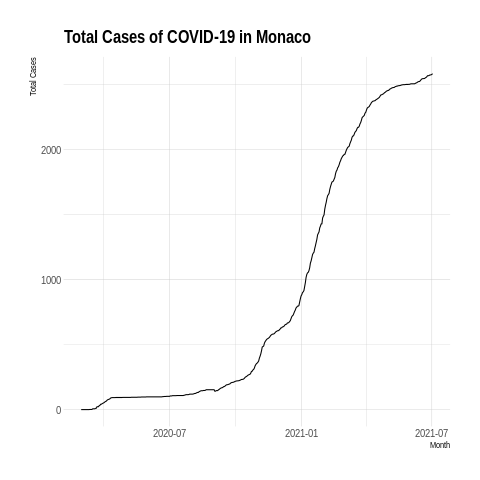 Total Cases of COVID-19 in Monaco
Total Cases
2000
1000
0
2020-07
2021-01
2021-07
Month